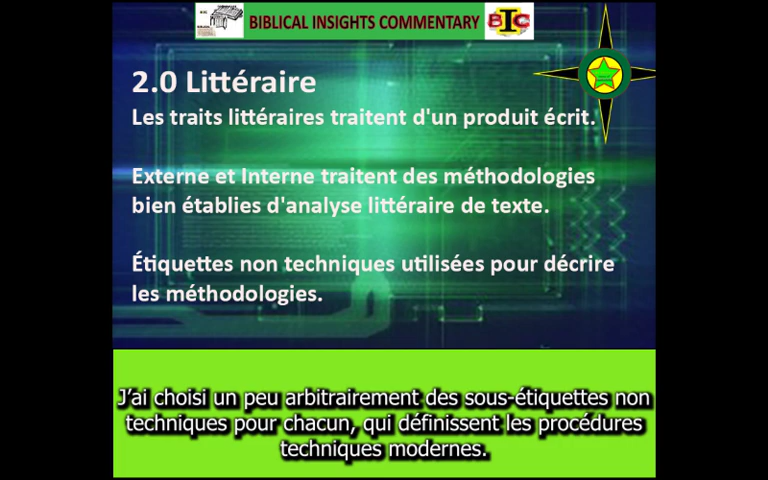 BIBLICAL INSIGHTS COMMENTARY BIC
2.0 Littéraire
Les traits littéraires traitent d'un produit écrit.
Externe et Interne traitent des méthodologies
bien établies d'analyse littéraire de texte.
Étiquettes non techniques utilisées pour décrire
les méthodologies.
J'ai choisi un peu arbitrairement des sous-étiquettes non
techniques pour chacun, qui définissent les procédures
techniques modernes.